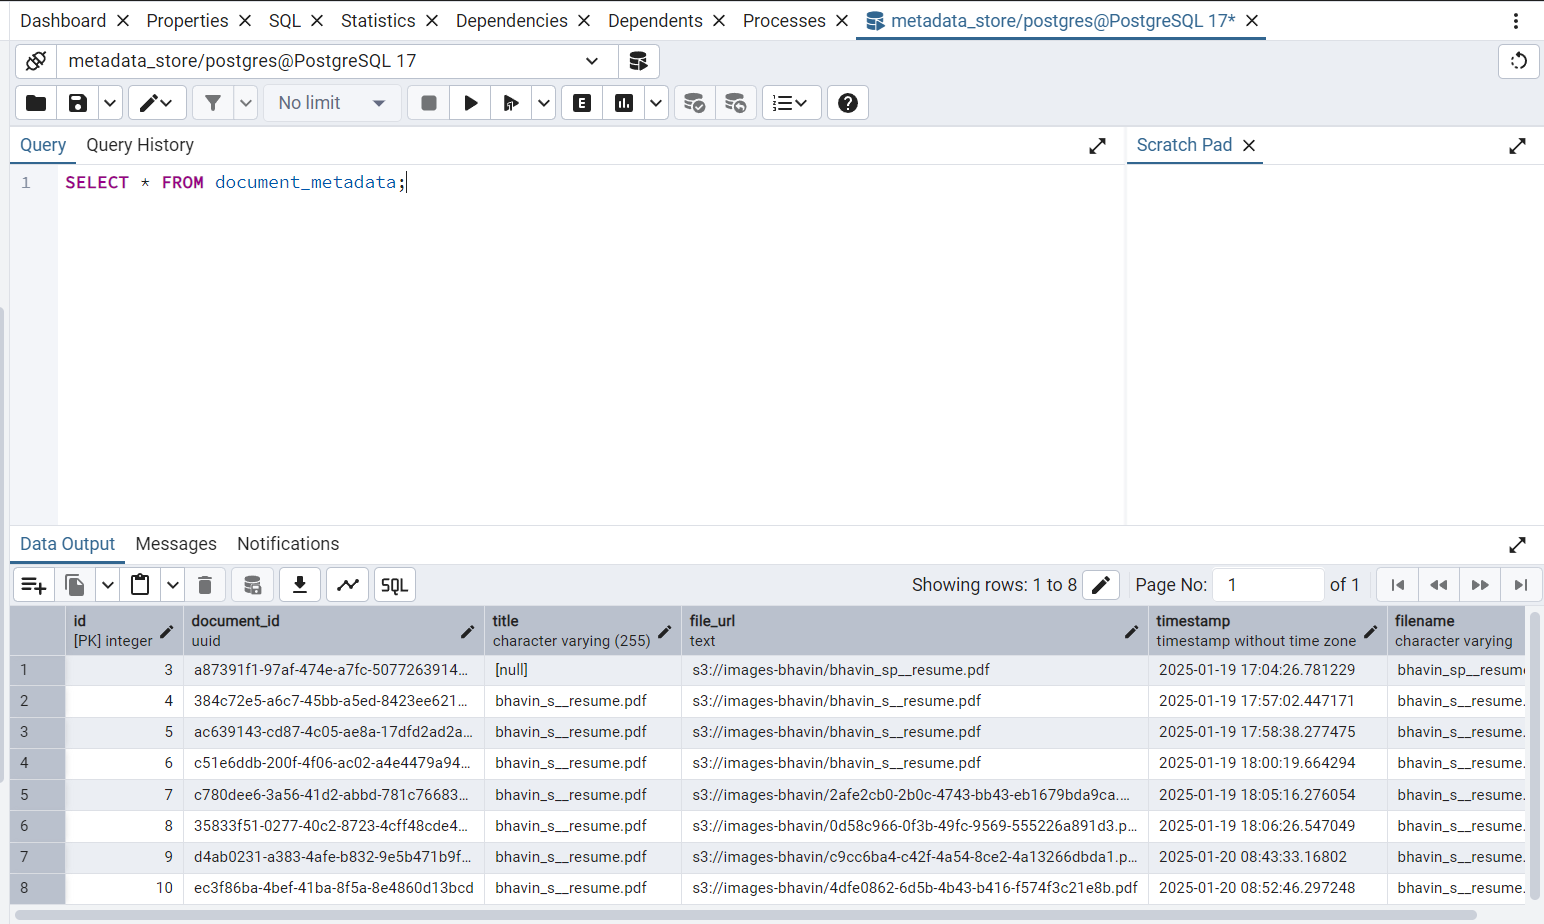 Dashboard Properties SQL Statistics Dependencies Dependents Processes metadata_store/postgres@PostgreSQL 17*
metadata_store/postgres@PostgreSQL 17
No limit E
Query Query History Scratch Pad
1 SELECT * FROM document_metadata;
Data Output Messages Notifications
SQL Showing rows: 1 to 8 Page No: 1 of 1
id document_id title file_url timestamp filename
[PK] integer uuid character varying (255) text timestamp without time zone character varying
1 3 a87391f1-97af-474e-a7fc-5077263914... [null] s3://images-bhavin/bhavin_sp__resume.pdf 2025-01-19 17:04:26.781229 bhavin_sp__resume
2 4 384c72e5-a6c7-45bb-a5ed-8423ee621... bhavin_s__resume.pdf s3://images-bhavin/bhavin_s__resume.pdf 2025-01-19 17:57:02.447171 bhavin_s__resume.
3 5 ac639143-cd87-4c05-ae8a-17dfd2ad2a... bhavin_s__resume.pdf s3://images-bhavin/bhavin_s__resume.pdf 2025-01-19 17:58:38.277475 bhavin_s__resume.
4 6 c51e6ddb-200f-4f06-ac02-a4e4479a94... bhavin_s__resume.pdf s3://images-bhavin/bhavin_s__resume.pdf 2025-01-19 18:00:19.664294 bhavin_s__resume.
5 7 c780dee6-3a56-41d2-abbd-781c76683... bhavin_s__resume.pdf s3://images-bhavin/2afe2cb0-2b0c-4743-bb43-eb1679bda9ca.... 2025-01-19 18:05:16.276054 bhavin_s__resume.
6 8 35833f51-0277-40c2-8723-4cff48cde4... bhavin_s__resume.pdf s3://images-bhavin/0d58c966-0f3b-49fc-9569-555226a891d3.p... 2025-01-19 18:06:26.547049 bhavin_s__resume.
7 9 d4ab0231-a383-4afe-b832-9e5b471b9f... bhavin_s__resume.pdf s3://images-bhavin/c9cc6ba4-c42f-4a54-8ce2-4a13266dbda1.p... 2025-01-20 08:43:33.16802 bhavin_s__resume.
8 10 ec3f86ba-4bef-41ba-8f5a-8e4860d13bcd bhavin_s__resume.pdf s3://images-bhavin/4dfe0862-6d5b-4b43-b416-f574f3c21e8b.pdf 2025-01-20 08:52:46.297248 bhavin_s__resume.